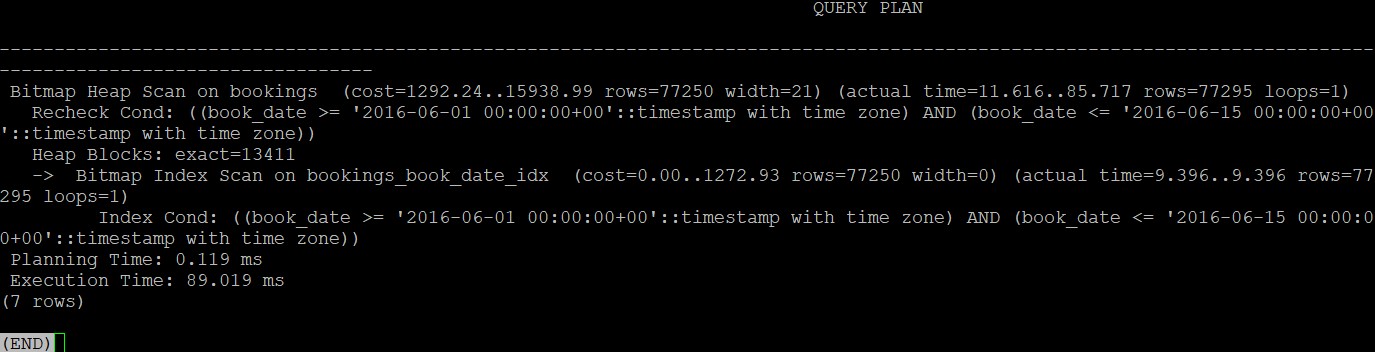 QUERY PLAN
-----------------------------------------------------------------------------------------------------------------------------
----------------------------------
Bitmap Heap Scan on bookings  (cost=1292.24..15938.99 rows=77250 width=21) (actual time=11.616..85.717 rows=77295 loops=1)
Recheck Cond: ((book_date >= '2016-06-01 00:00:00+00'::timestamp with time zone) AND (book_date <= '2016-06-15 00:00:00+00
'::timestamp with time zone))
Heap Blocks: exact=13411
->  Bitmap Index Scan on bookings_book_date_idx  (cost=0.00..1272.93 rows=77250 width=0) (actual time=9.396..9.396 rows=77
295 loops=1)
Index Cond: ((book_date >= '2016-06-01 00:00:00+00'::timestamp with time zone) AND (book_date <= '2016-06-15 00:00:0
0+00'::timestamp with time zone))
Planning Time: 0.119 ms
Execution Time: 89.019 ms
(7 rows)
(END)